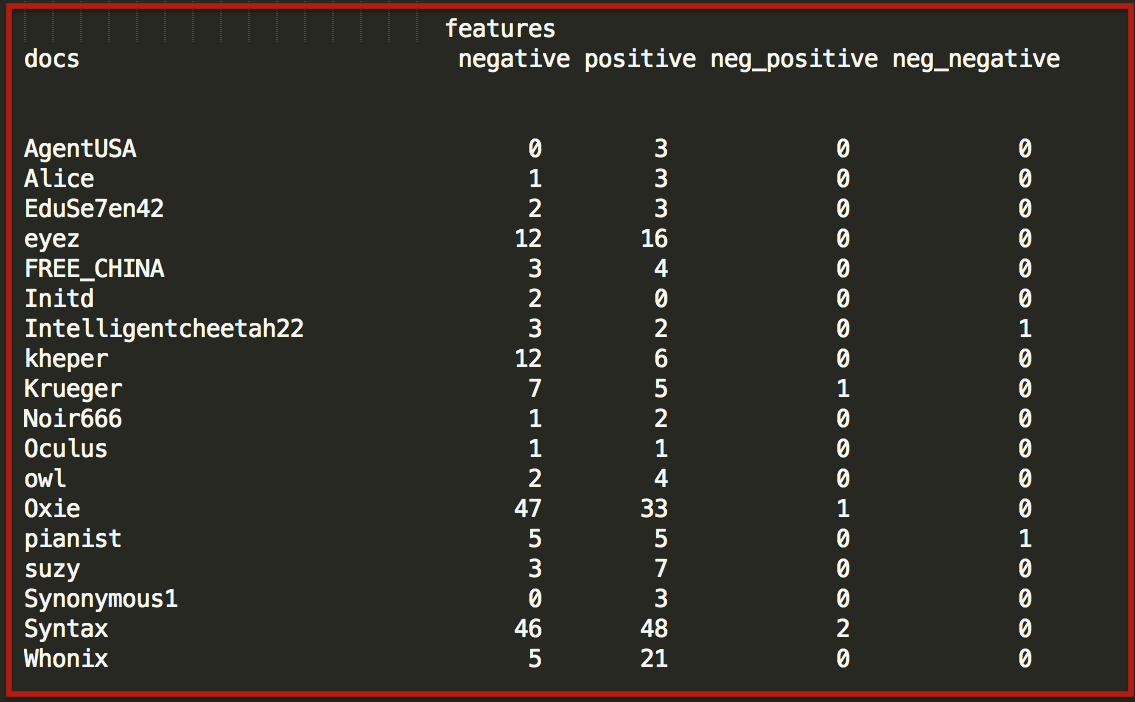 features
docs negative positive neg_positive neg_negative
AgentUSA 0 3 0 0
Alice 1 3 0 0
EduSe7en42 2 3 0 0
eyez 12 16 0 0
FREE_CHINA 3 4 0 0
Initd 2 0 0 0
Intelligentcheetah22 3 2 0 1
kheper 12 6 0 0
Krueger 7 5 1 0
Noir666 1 2 0 0
Oculus 1 1 0 0
owl 2 4 0 0
Oxie 47 33 1 0
pianist 5 5 0 1
suzy 3 7 0 0
Synonymous1 0 3 0 0
Syntax 46 48 2 0
Whonix 5 21 0 0